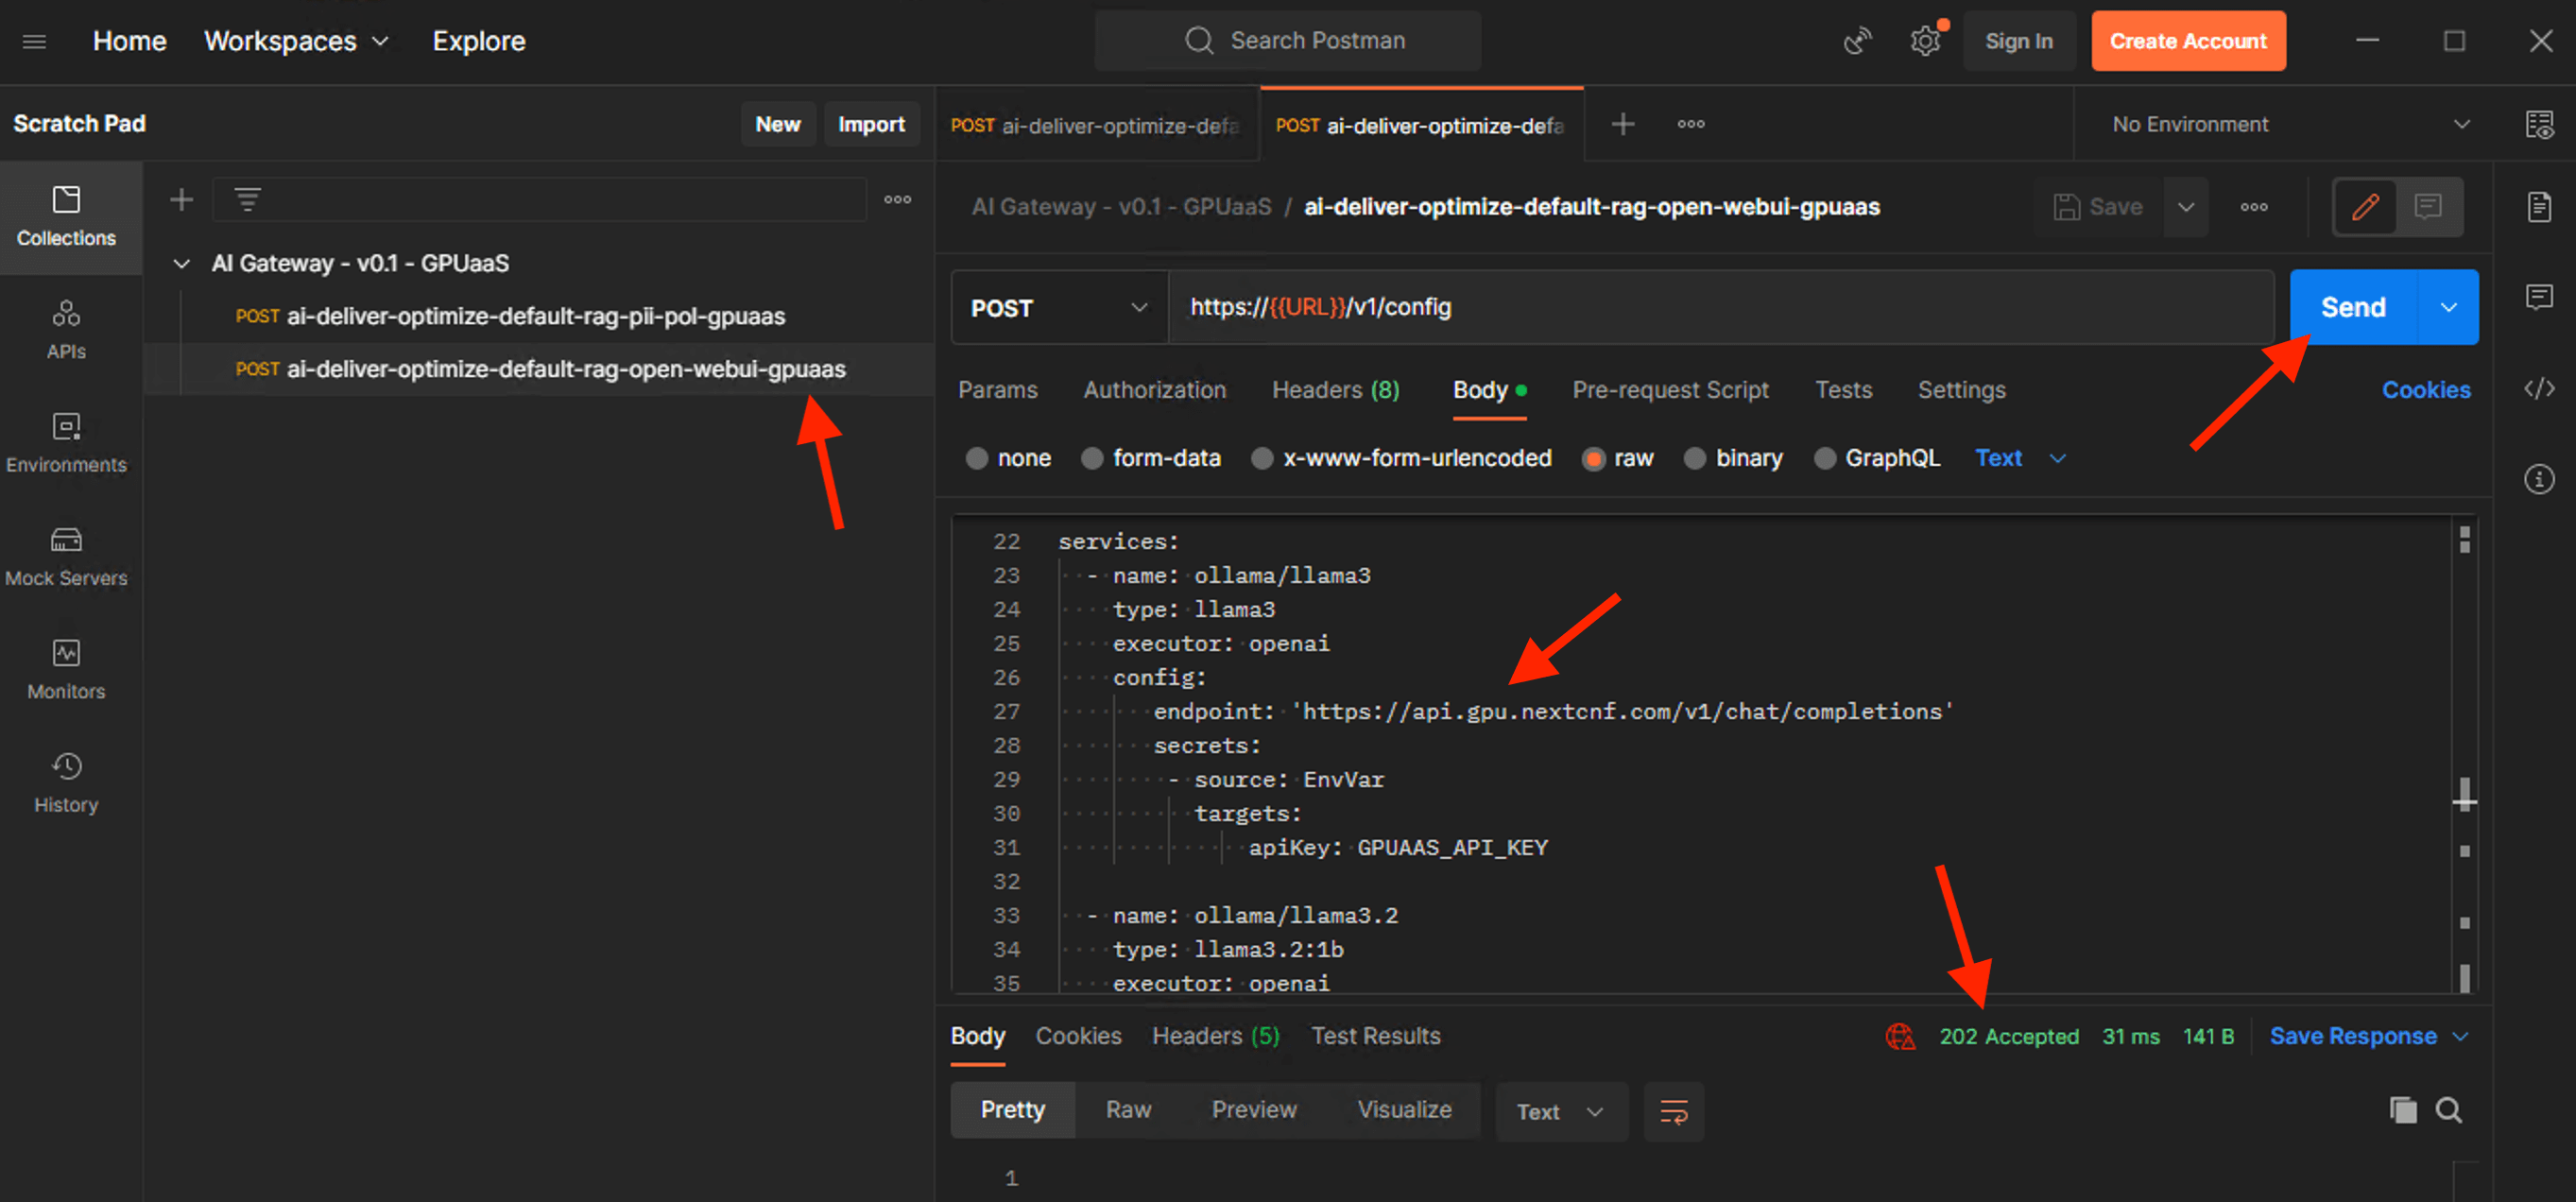 Home Workspaces Explore Search Postman Sign In Create Account
Scratch Pad New Import
POST ai-deliver-optimize-defa POST ai-deliver-optimize-defa No Environment
Collections
APIs
Environments
Mock Servers
Monitors
History
AI Gateway - v0.1 - GPUaaS
POST ai-deliver-optimize-default-rag-pii-pol-gpuaas
POST ai-deliver-optimize-default-rag-open-webui-gpuaas
AI Gateway - v0.1 - GPUaaS / ai-deliver-optimize-default-rag-open-webui-gpuaas Save
POST https://{{URL}}/v1/config Send
Params Authorization Headers (8) Body Pre-request Script Tests Settings Cookies
none form-data x-www-form-urlencoded raw binary GraphQL Text
22 services:
23 - name: ollama/llama3
24 type: llama3
25 executor: openai
26 config:
27 endpoint: 'https://api.gpu.nextcnf.com/v1/chat/completions'
28 secrets:
29 - source: EnvVar
30 targets:
31 apiKey: GPUAAS_API_KEY
32
33 - name: ollama/llama3.2
34 type: llama3.2:1b
35 executor: openai
Body Cookies Headers (5) Test Results 202 Accepted 31 ms 141 B Save Response
Pretty Raw Preview Visualize Text
1